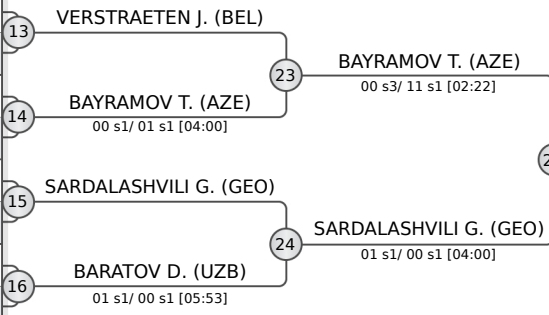 VERSTRAETEN J. (BEL)
13
23
BAYRAMOV T. (AZE)
00 s3/ 11 s1 [02:22]
BAYRAMOV T. (AZE)
14
00 s1/ 01 s1 [04:00]
SARDALASHVILI G. (GEO)
15
24
SARDALASHVILI G. (GEO)
01 s1/ 00 s1 [04:00]
BARATOV D. (UZB)
16
01 s1/ 00 s1 [05:53]